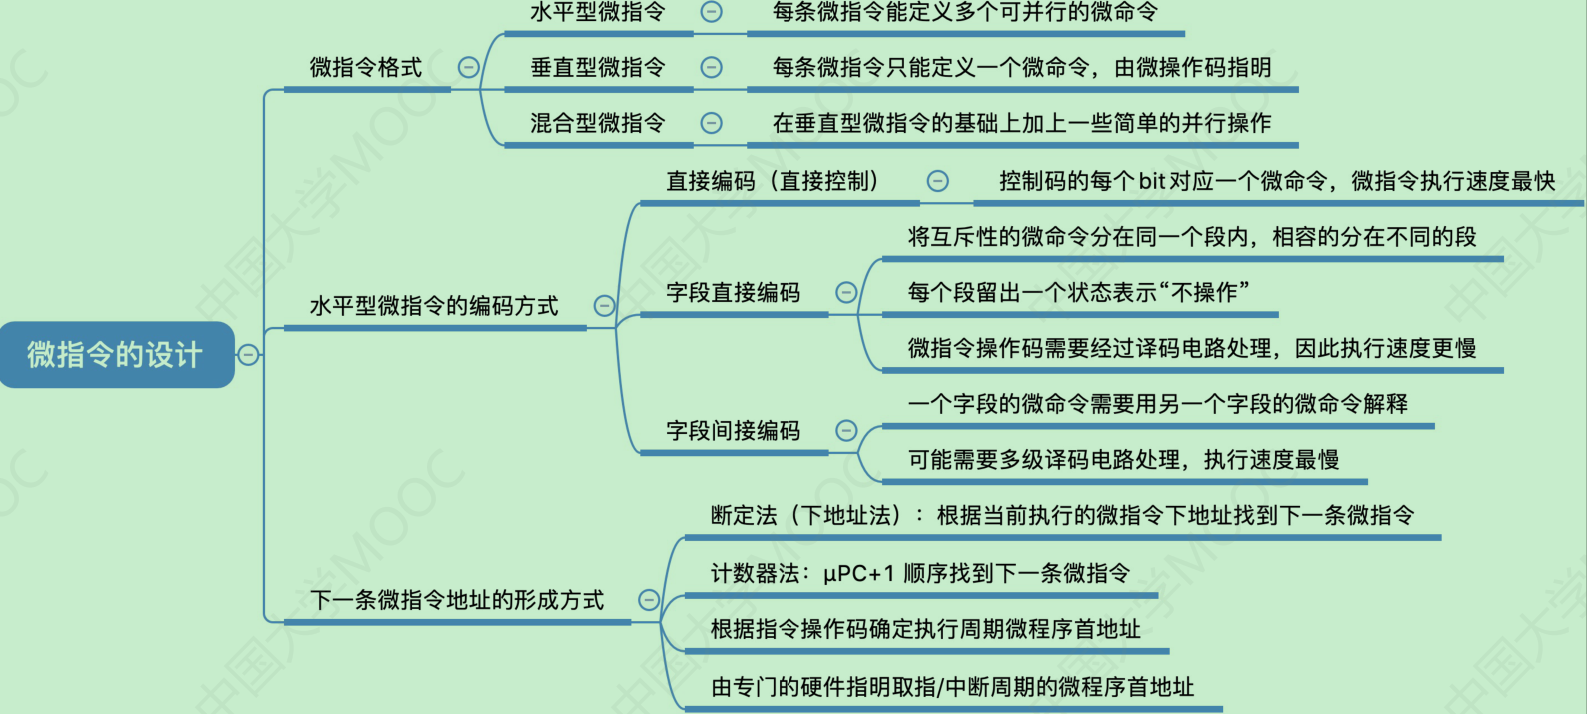 水平型微指令
每条微指令能定义多个可并行的微命令
微指令格式
垂直型微指令
每条微指令只能定义一个微命令，由微操作码指明
混合型微指令
在垂直型微指令的基础上加上一些简单的并行操作
直接编码（直接控制）
控制码的每个bit对应一个微命令，微指令执行速度最快
将互斥性的微命令分在同一个段内，相容的分在不同的段
水平型微指令的编码方式
字段直接编码
每个段留出一个状态表示“不操作”
微指令的设计
微指令操作码需要经过译码电路处理，因此执行速度更慢
一个字段的微命令需要用另一个字段的微命令解释
字段间接编码
可能需要多级译码电路处理，执行速度最慢
断定法（下地址法）：根据当前执行的微指令下地址找到下一条微指令
计数器法：μPC+1 顺序找到下一条微指令
下一条微指令地址的形成方式
根据指令操作码确定执行周期微程序首地址
由专门的硬件指明取指/中断周期的微程序首地址
中国大学MOOC